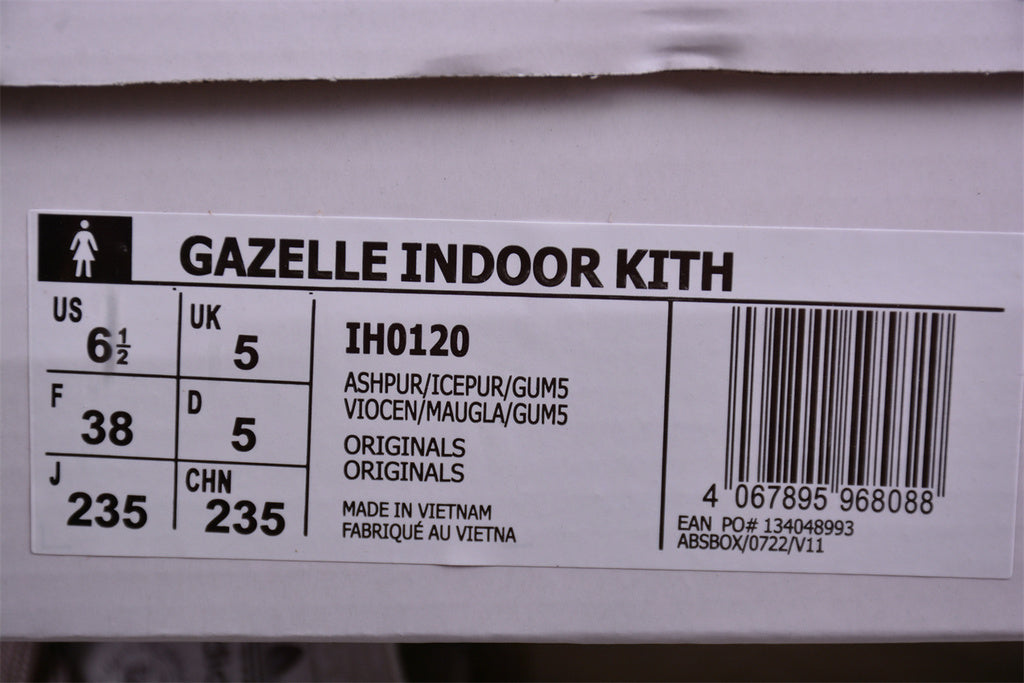 GAZELLE INDOOR KITH
US 6½ UK 5
F 38 D 5
J 235 CHN 235
IH0120
ASHPUR/ICEPUR/GUM5
VIOCEN/MAUGLA/GUM5
ORIGINALS
ORIGINALS
MADE IN VIETNAM
FABRIQUÉ AU VIETNA
4 067895 968088
EAN PO# 134048993
ABSBOX/0722/V11